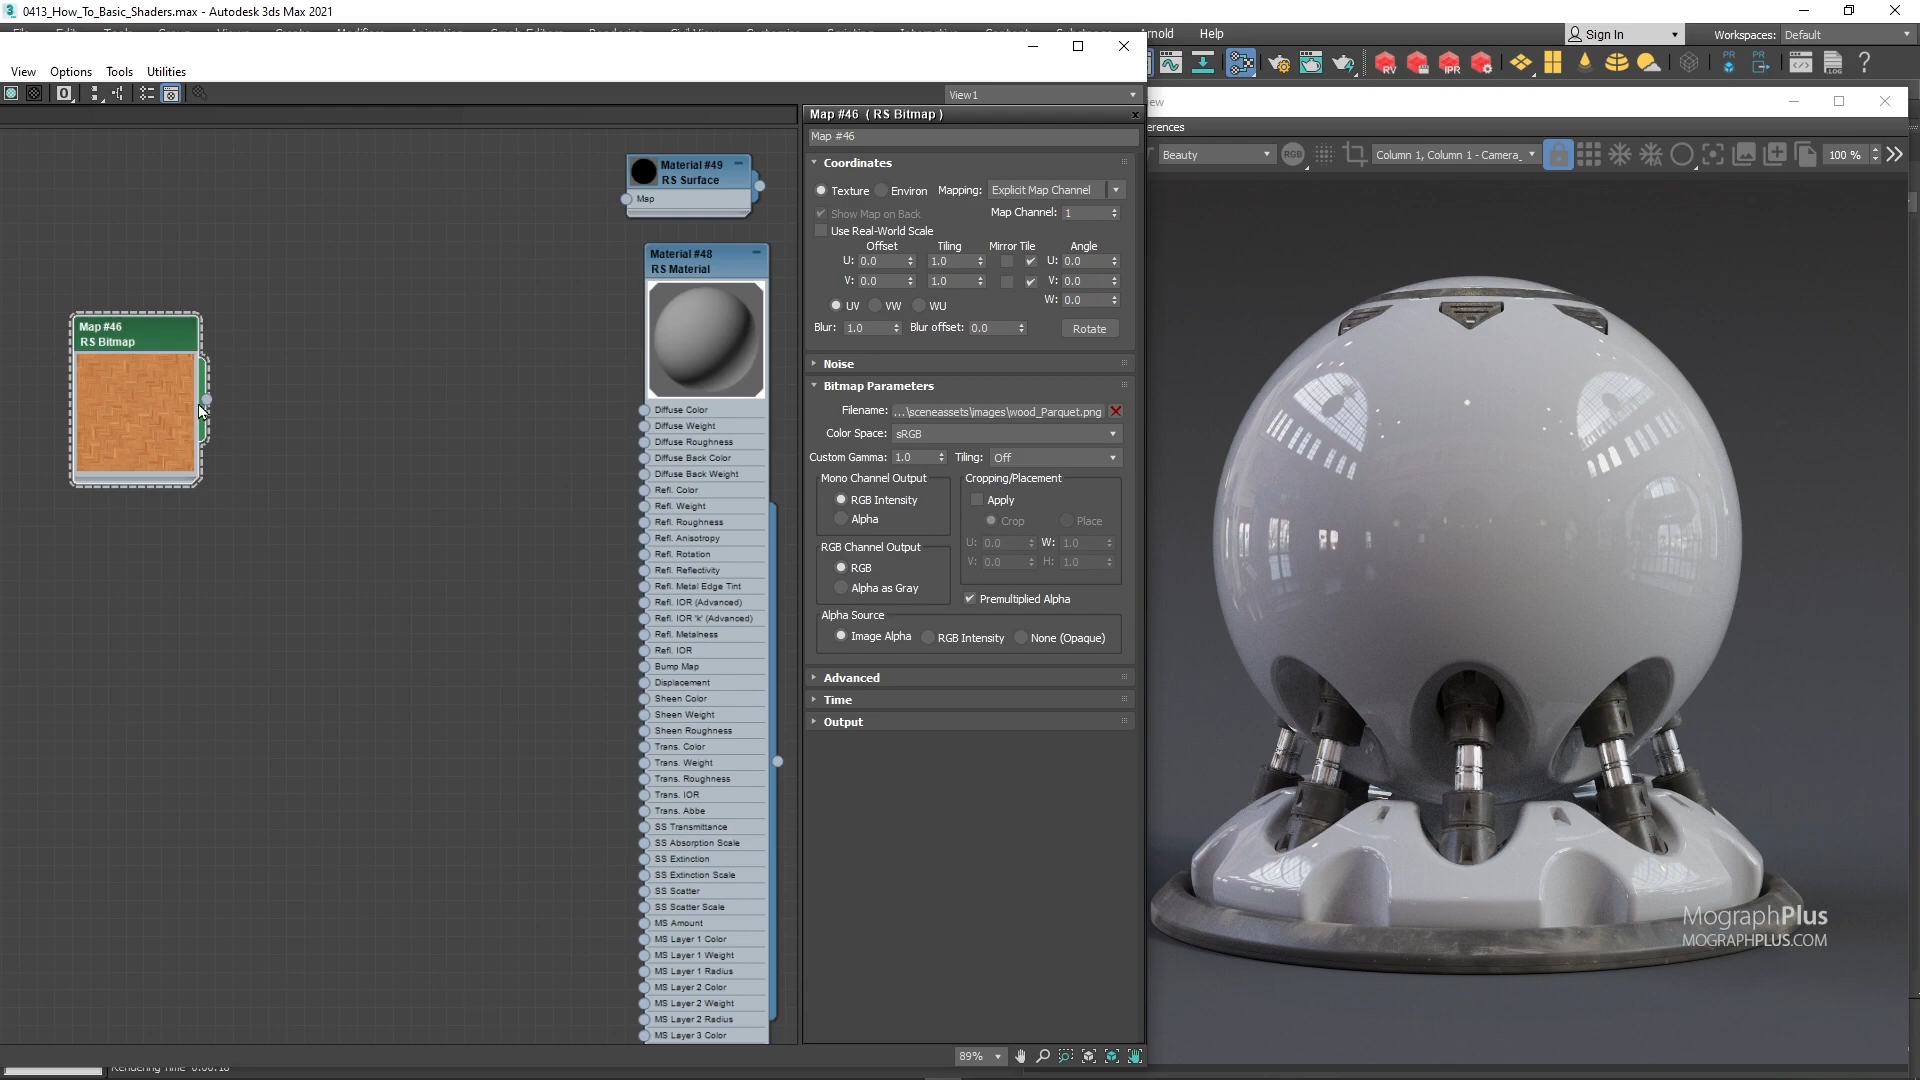 0413_How_To_Basic_Shaders.max - Autodesk 3ds Max 2021
Help
Sign In
Workspaces: Default
View Options Tools Utilities
View1
Map #46 ( RS Bitmap )
Map #46
Coordinates
Texture Environ Mapping: Explicit Map Channel
Show Map on Back Map Channel: 1
Use Real-World Scale
Offset Tiling Mirror Tile Angle
U: 0.0 1.0 U: 0.0
V: 0.0 1.0 V: 0.0
W: 0.0
UV VW WU
Blur: 1.0 Blur offset: 0.0 Rotate
Noise
Bitmap Parameters
Filename: ...\sceneassets\images\wood_Parquet.png
Color Space: sRGB
Custom Gamma: 1.0 Tiling: Off
Mono Channel Output
RGB Intensity
Alpha
RGB Channel Output
RGB
Alpha as Gray
Cropping/Placement
Apply
Crop Place
U: 0.0 W: 1.0
V: 0.0 H: 1.0
Premultiplied Alpha
Alpha Source
Image Alpha RGB Intensity None (Opaque)
Advanced
Time
Output
Material #49
RS Surface
Map
Material #48
RS Material
Diffuse Color
Diffuse Weight
Diffuse Roughness
Diffuse Back Color
Diffuse Back Weight
Refl. Color
Refl. Weight
Refl. Roughness
Refl. Anisotropy
Refl. Rotation
Refl. Reflectivity
Refl. Metal Edge Tint
Refl. IOR (Advanced)
Refl. IOR 'k' (Advanced)
Refl. Metalness
Refl. IOR
Bump Map
Displacement
Sheen Color
Sheen Weight
Sheen Roughness
Trans. Color
Trans. Weight
Trans. Roughness
Trans. IOR
Trans. Abbe
SS Transmittance
SS Absorption Scale
SS Extinction
SS Extinction Scale
SS Scatter
SS Scatter Scale
MS Amount
MS Layer 1 Color
MS Layer 1 Weight
MS Layer 1 Radius
MS Layer 2 Color
MS Layer 2 Weight
MS Layer 2 Radius
MS Layer 3 Color
Map #46
RS Bitmap
89%
Beauty
RGB
Column 1, Column 1 - Camera_
100 %
RV
IPR
PR
PR
LOG
MographPlus
MOGRAPHPLUS.COM